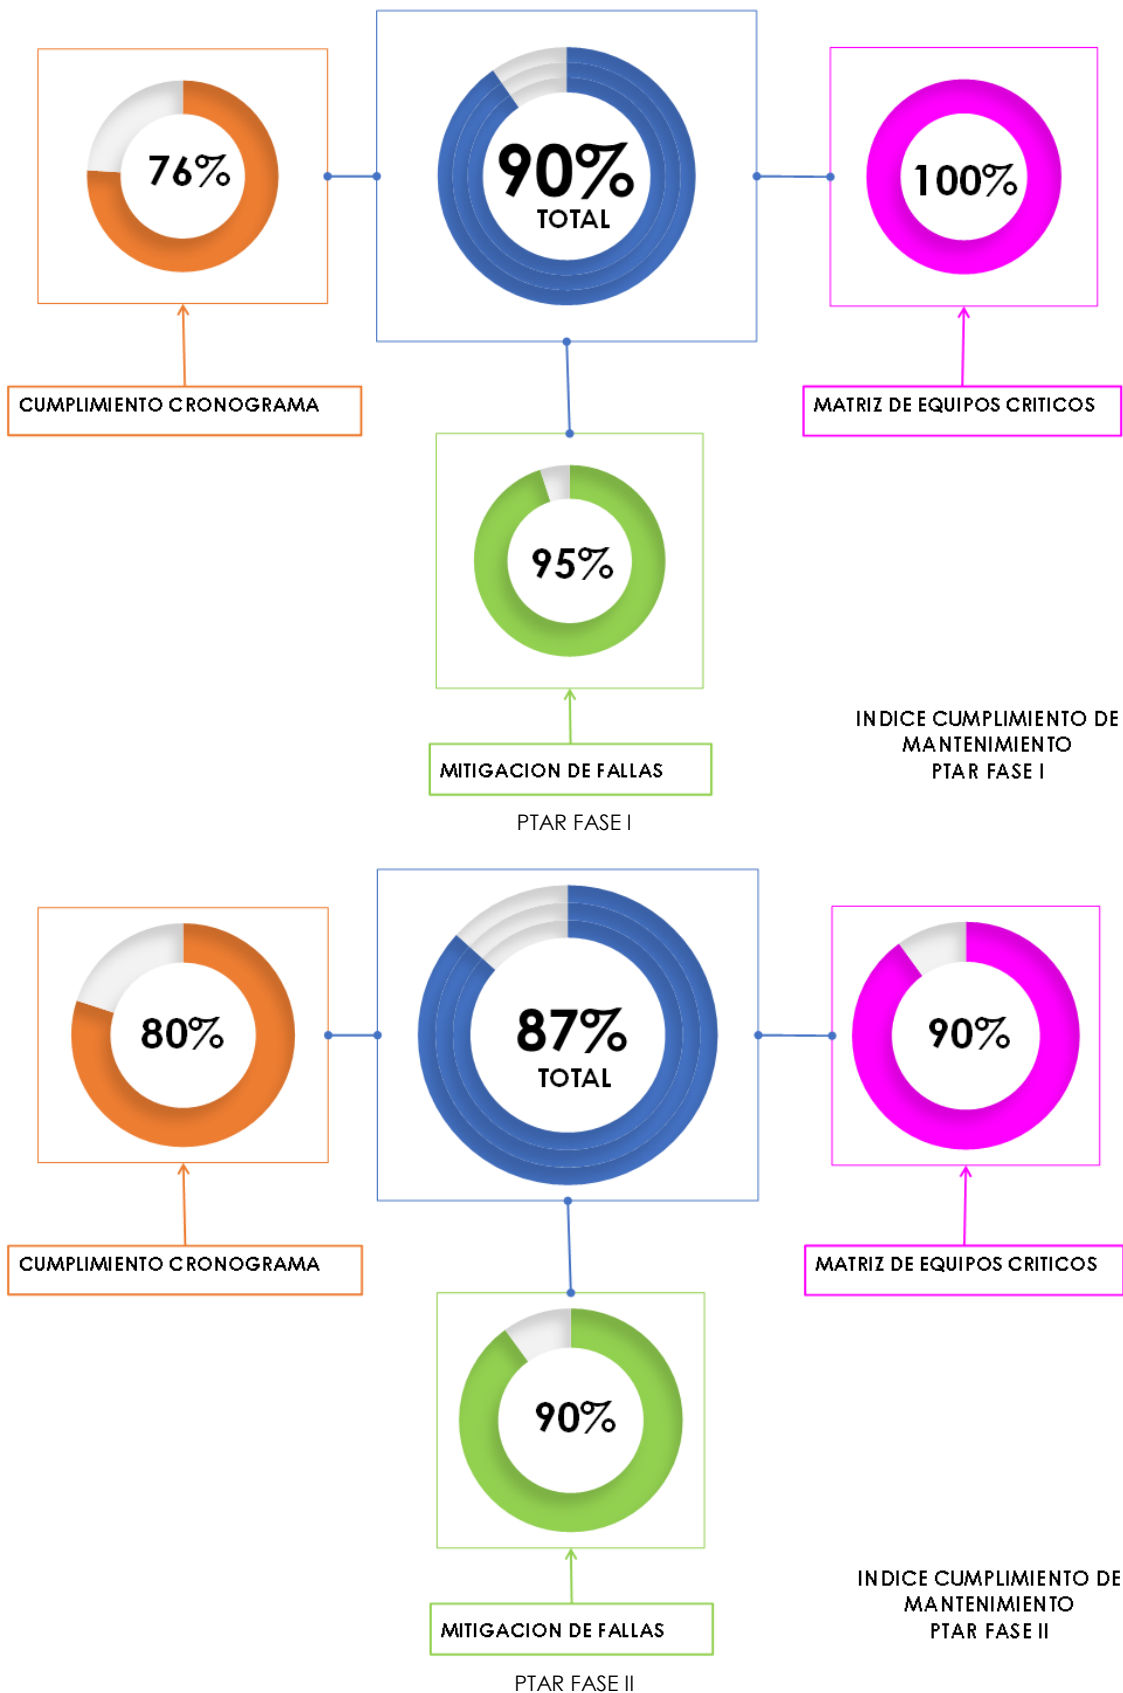 76%
90%
TOTAL
100%
CUMPLIMIENTO CRONOGRAMA
MATRIZ DE EQUIPOS CRITICOS
95%
INDICE CUMPLIMIENTO DE
MANTENIMIENTO
PTAR FASE I
MITIGACION DE FALLAS
PTAR FASE I
80%
87%
TOTAL
90%
CUMPLIMIENTO CRONOGRAMA
MATRIZ DE EQUIPOS CRITICOS
90%
INDICE CUMPLIMIENTO DE
MANTENIMIENTO
PTAR FASE II
MITIGACION DE FALLAS
PTAR FASE II